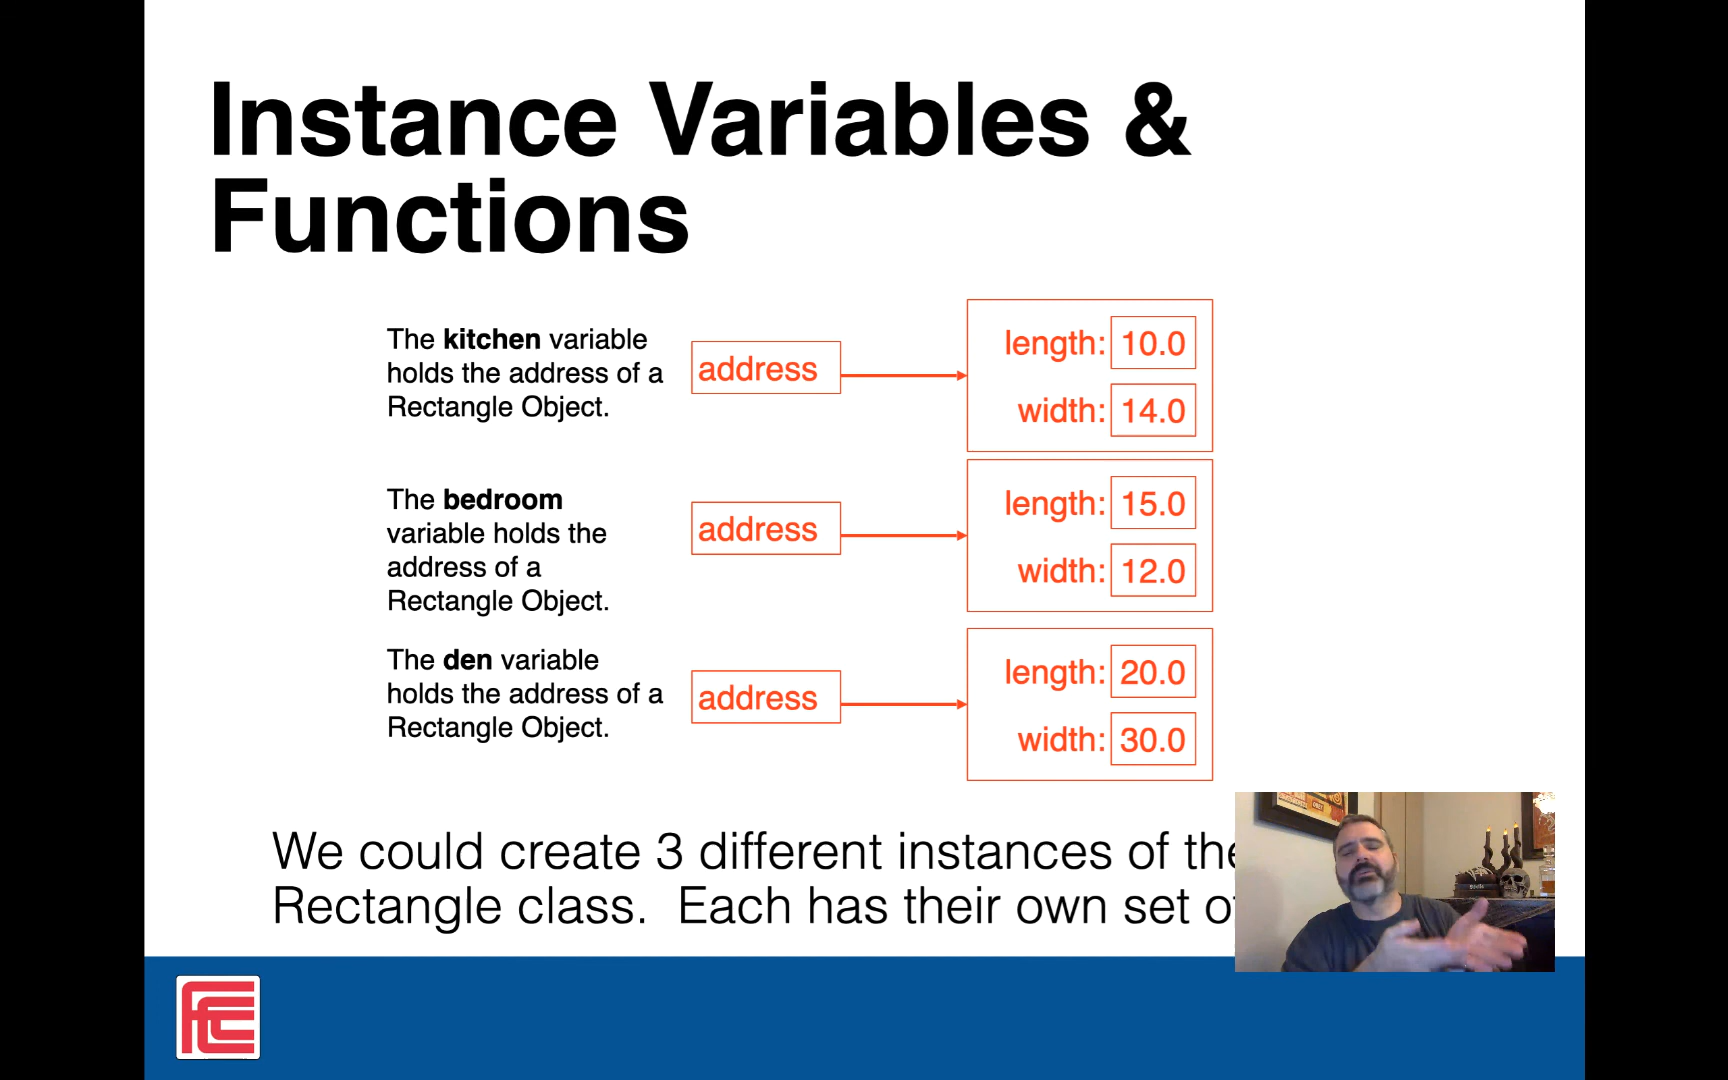 Instance Variables &
Functions
The kitchen variable
holds the address of a
Rectangle Object.
address
length: 10.0
width: 14.0
The bedroom
variable holds the
address of a
Rectangle Object.
address
length: 15.0
width: 12.0
The den variable
holds the address of a
Rectangle Object.
address
length: 20.0
width: 30.0
We could create 3 different instances of the
Rectangle class. Each has their own set of
FCC